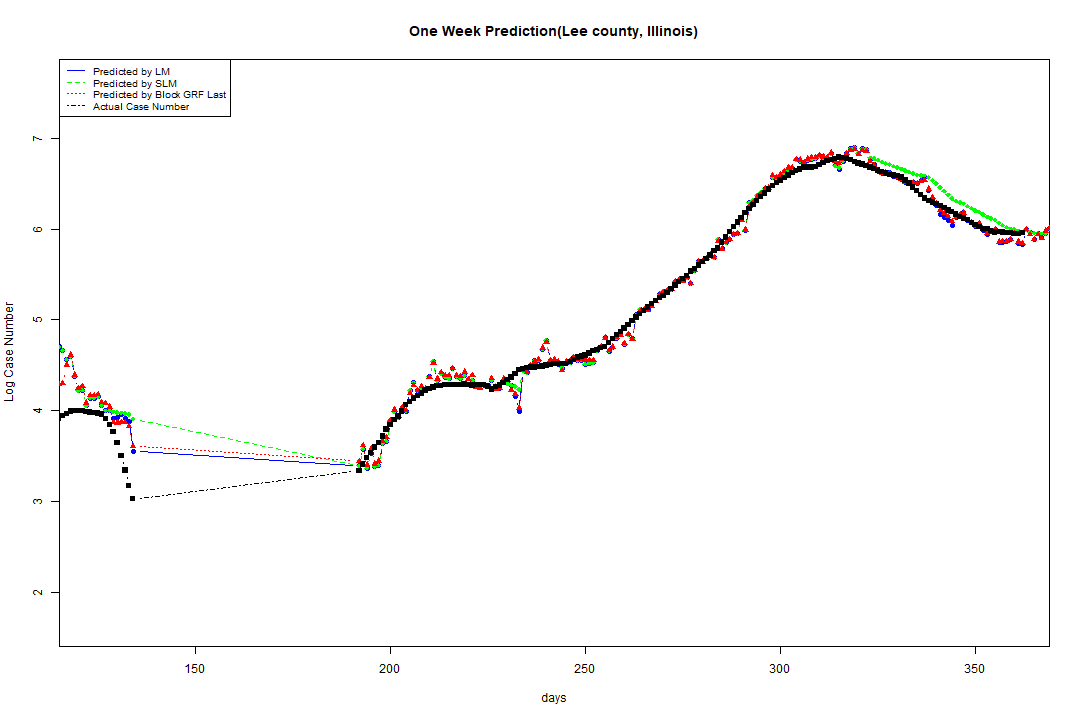 One Week Prediction(Lee county, Illinois)
Predicted by LM
Predicted by SLM
Predicted by Block GRF Last
Actual Case Number
7
6
5
4
3
2
Log Case Number
150 200 250 300 350
days